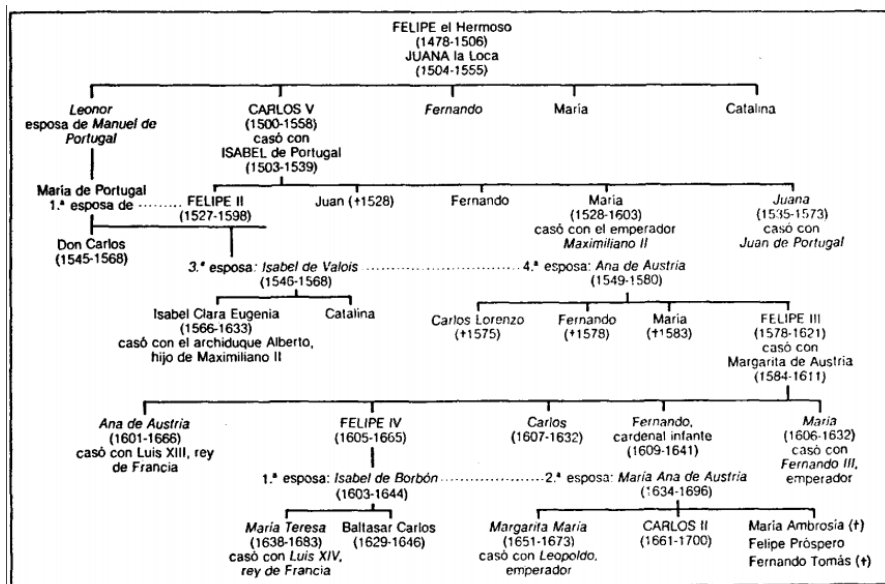 FELIPE el Hermoso
(1478-1506)
JUANA la Loca
(1504-1555)
Leonor
esposa de Manuel de
Portugal
CARLOS V
(1500-1558)
casó con
ISABEL de Portugal
(1503-1539)
Fernando
María
Catalina
María de Portugal
1.ª esposa de ........ FELIPE II
(1527-1598)
Juan (†1528)
Fernando
María
(1528-1603)
casó con el emperador
Maximiliano II
Juana
(1535-1573)
casó con
Juan de Portugal
Don Carlos
(1545-1568)
3.ª esposa: Isabel de Valois
(1546-1568)
4.ª esposa: Ana de Austria
(1549-1580)
Isabel Clara Eugenia
(1566-1633)
casó con el archiduque Alberto,
hijo de Maximiliano II
Catalina
Carlos Lorenzo
(†1575)
Fernando
(†1578)
María
(†1583)
FELIPE III
(1578-1621)
casó con
Margarita de Austria
(1584-1611)
Ana de Austria
(1601-1666)
casó con Luis XIII, rey
de Francia
FELIPE IV
(1605-1665)
Carlos
(1607-1632)
Fernando,
cardenal infante
(1609-1641)
María
(1606-1632)
casó con
Fernando III,
emperador
1.ª esposa: Isabel de Borbón
(1603-1644)
2.ª esposa: María Ana de Austria
(1634-1696)
María Teresa
(1638-1683)
casó con Luis XIV,
rey de Francia
Baltasar Carlos
(1629-1646)
Margarita María
(1651-1673)
casó con Leopoldo,
emperador
CARLOS II
(1661-1700)
María Ambrosía (†)
Felipe Próspero
Fernando Tomás (†)